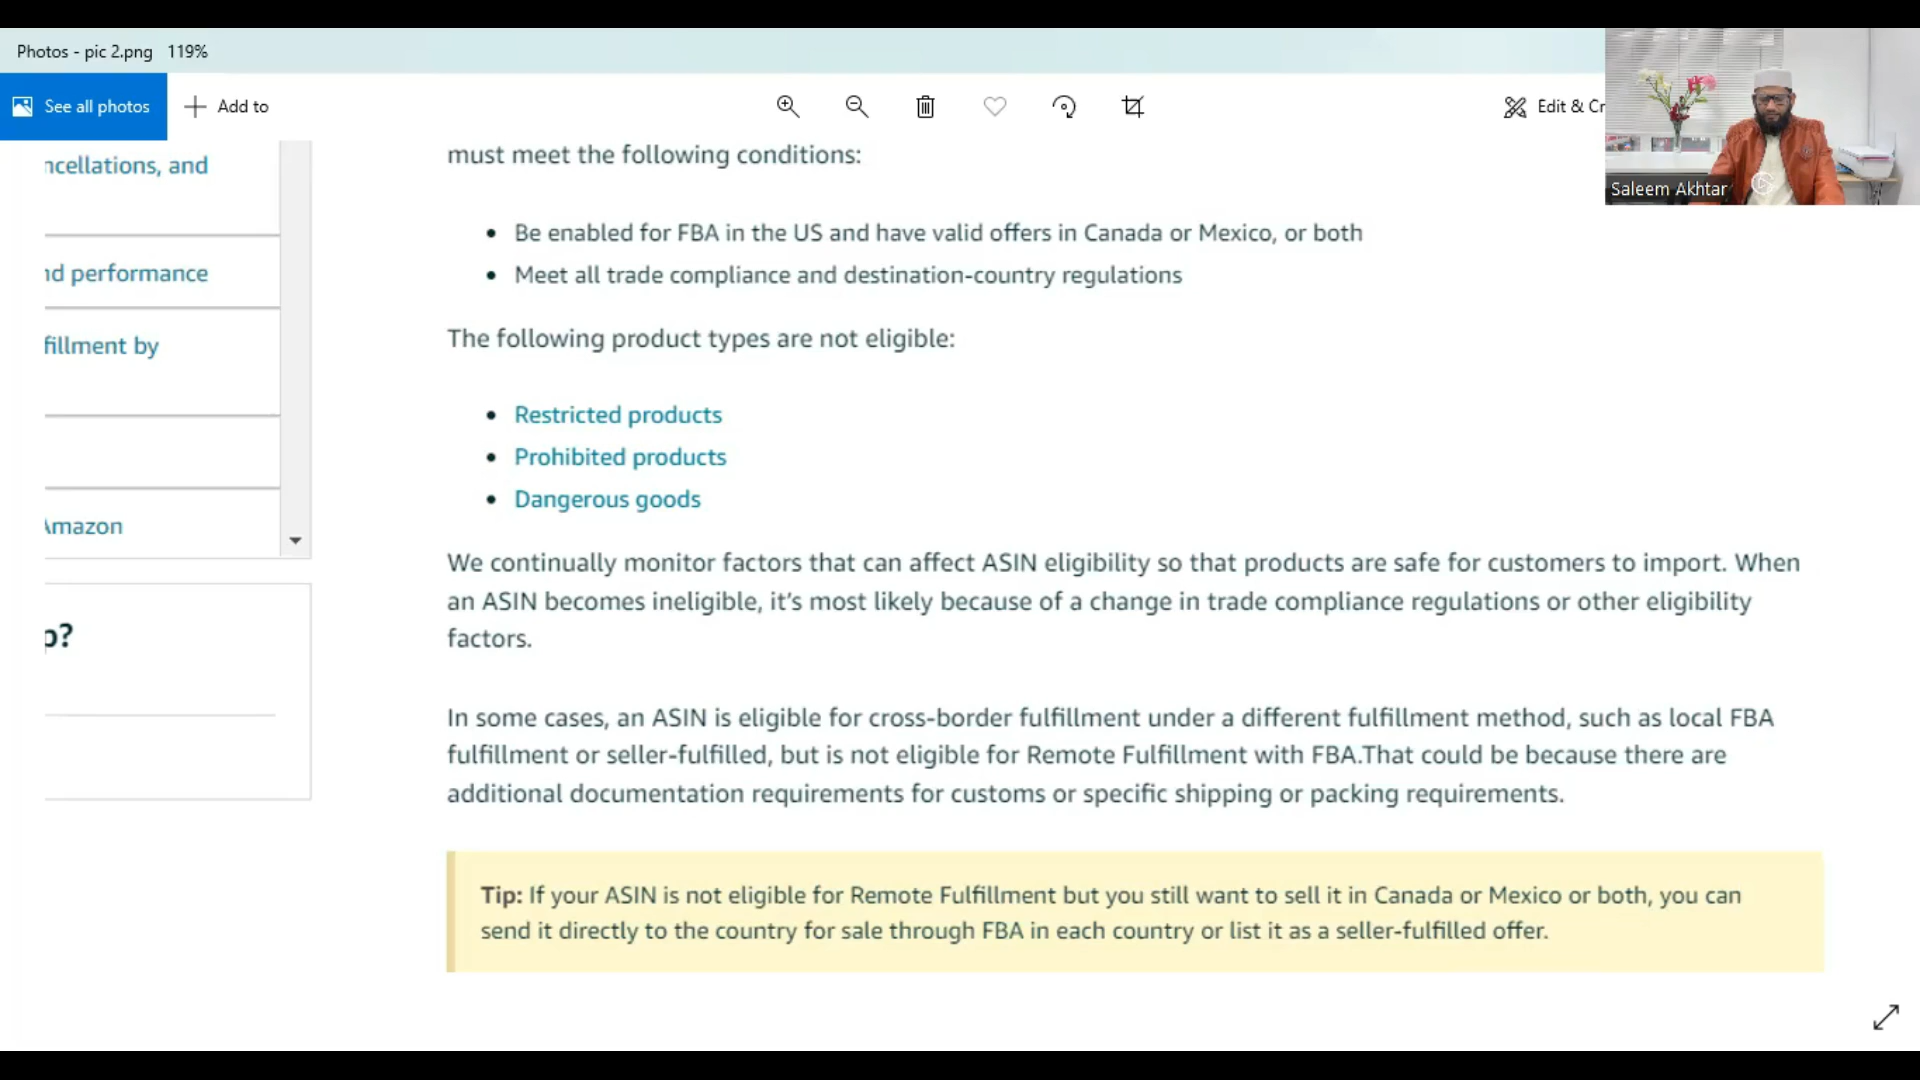 Photos - pic 2.png 119%
See all photos
Add to
Edit & Cr
Saleem Akhtar
ncellations, and
nd performance
fillment by
Amazon
p?
must meet the following conditions:
• Be enabled for FBA in the US and have valid offers in Canada or Mexico, or both
• Meet all trade compliance and destination-country regulations
The following product types are not eligible:
• Restricted products
• Prohibited products
• Dangerous goods
We continually monitor factors that can affect ASIN eligibility so that products are safe for customers to import. When
an ASIN becomes ineligible, it's most likely because of a change in trade compliance regulations or other eligibility
factors.
In some cases, an ASIN is eligible for cross-border fulfillment under a different fulfillment method, such as local FBA
fulfillment or seller-fulfilled, but is not eligible for Remote Fulfillment with FBA.That could be because there are
additional documentation requirements for customs or specific shipping or packing requirements.
Tip: If your ASIN is not eligible for Remote Fulfillment but you still want to sell it in Canada or Mexico or both, you can
send it directly to the country for sale through FBA in each country or list it as a seller-fulfilled offer.